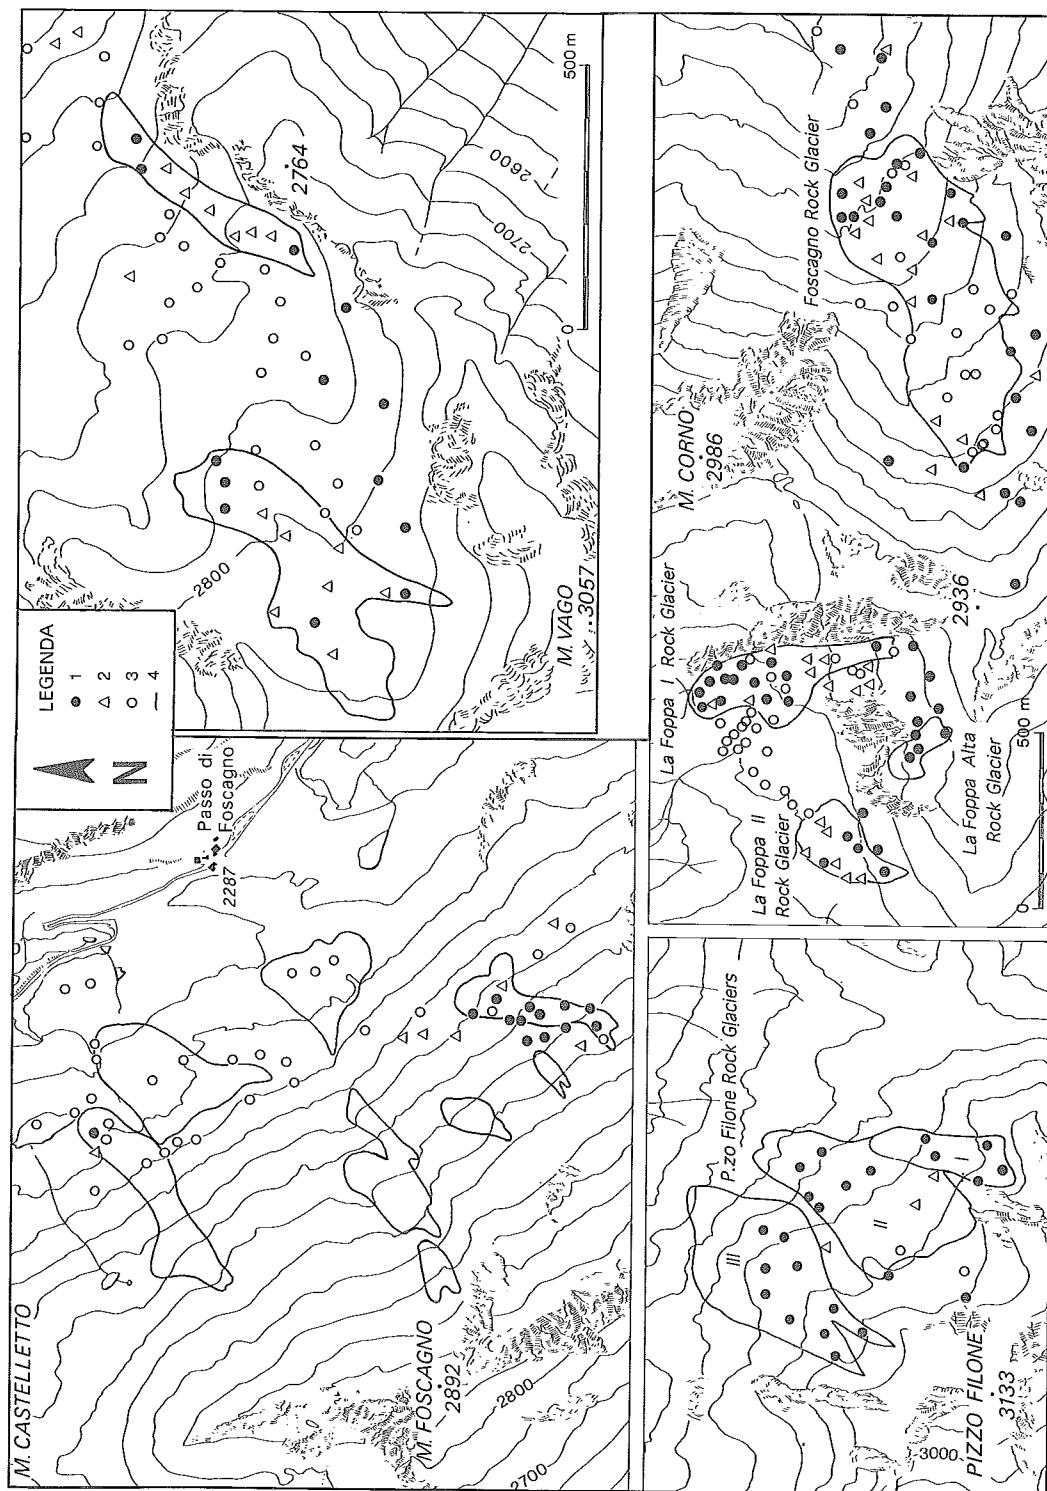 M. CASTELLETTO
Passo di
Foscagno
2287
M. FOSCAGNO
2892
2800
2700
LEGENDA
1
2
3
4
N
2800
M. VAGO
3057
2764
2700
2600
0
500 m
P.zo Filone Rock Glaciers
III
II
I
PIZZO FILONE
3133
3000
La Foppa I Rock Glacier
La Foppa II
Rock Glacier
La Foppa Alta
Rock Glacier
2936
M. CORNO
2986
Foscagno Rock Glacier
0
500 m